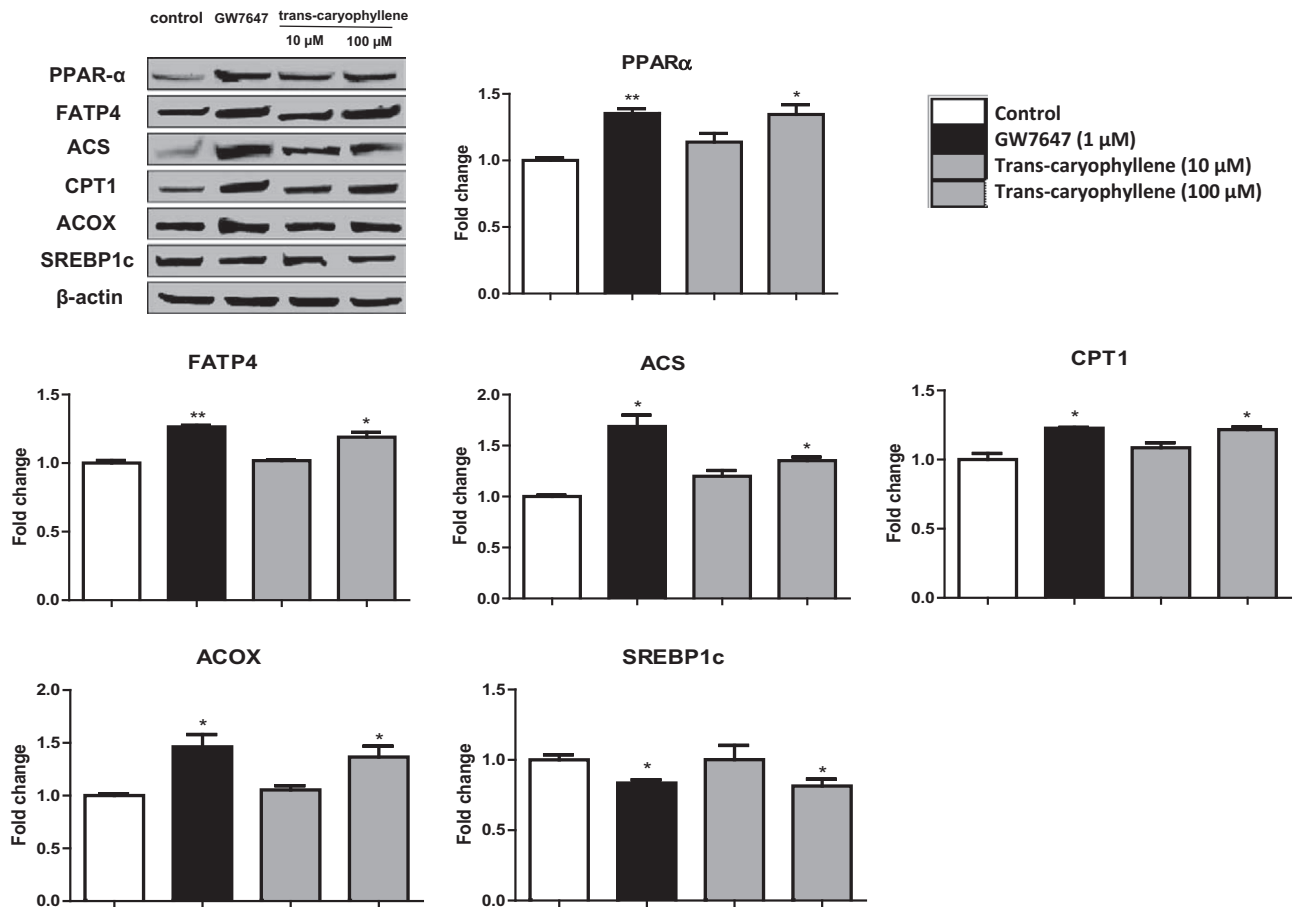 control GW7647 trans-caryophyllene
10 μM 100 μM
PPAR-α
FATP4
ACS
CPT1
ACOX
SREBP1c
β-actin
PPARα
Fold change
1.5
1.0
0.5
0.0
**
*
Control
GW7647 (1 μM)
Trans-caryophyllene (10 μM)
Trans-caryophyllene (100 μM)
FATP4
Fold change
1.5
1.0
0.5
0.0
**
*
ACS
Fold change
2.0
1.5
1.0
0.5
0.0
*
*
CPT1
Fold change
1.5
1.0
0.5
0.0
*
*
ACOX
Fold change
2.0
1.5
1.0
0.5
0.0
*
*
SREBP1c
Fold change
1.5
1.0
0.5
0.0
*
*